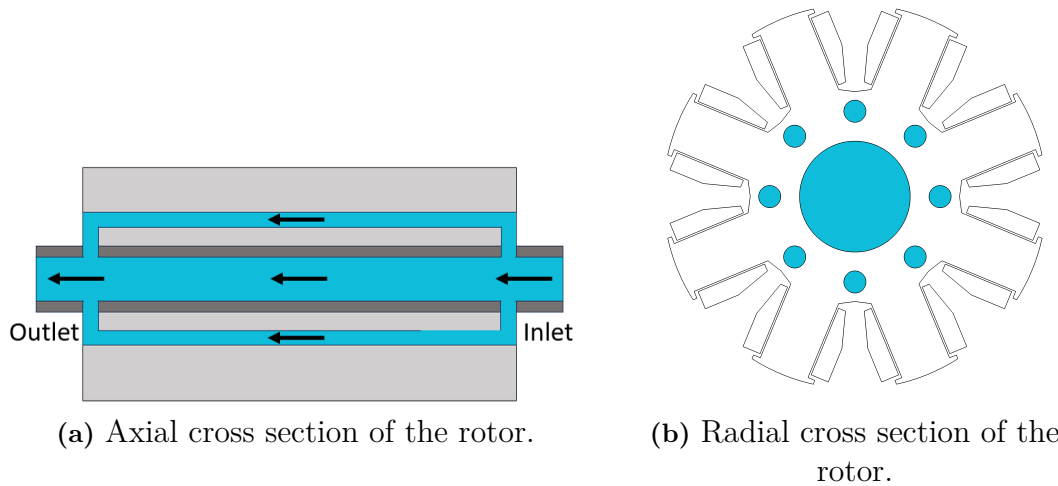 Outlet
Inlet
(a) Axial cross section of the rotor.
(b) Radial cross section of the
rotor.